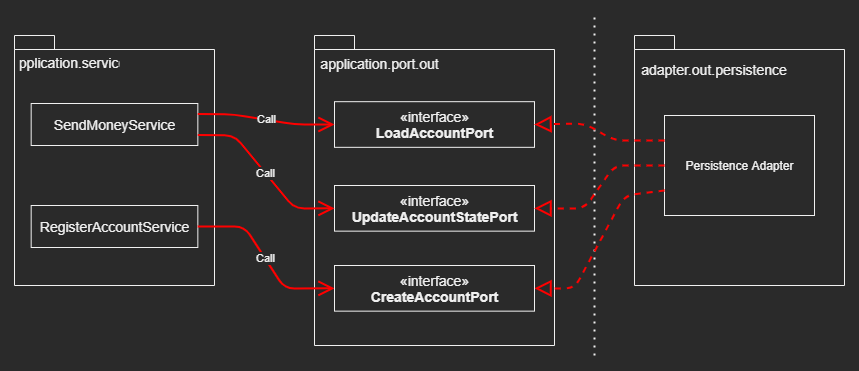 pplication.servic
SendMoneyService
RegisterAccountService
Call
Call
Call
application.port.out
«interface»
LoadAccountPort
«interface»
UpdateAccountStatePort
«interface»
CreateAccountPort
adapter.out.persistence
Persistence Adapter